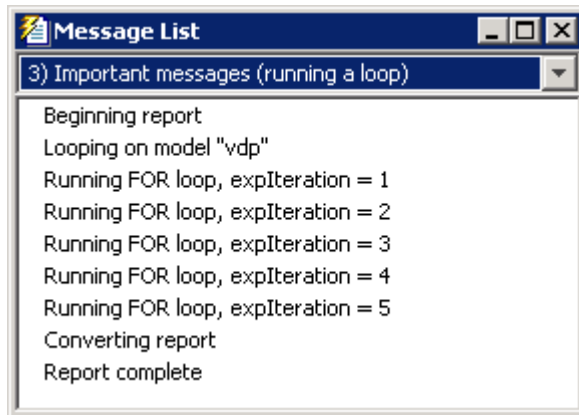 Message List
3) Important messages (running a loop)
Beginning report
Looping on model "vdp"
Running FOR loop, expIteration = 1
Running FOR loop, expIteration = 2
Running FOR loop, expIteration = 3
Running FOR loop, expIteration = 4
Running FOR loop, expIteration = 5
Converting report
Report complete